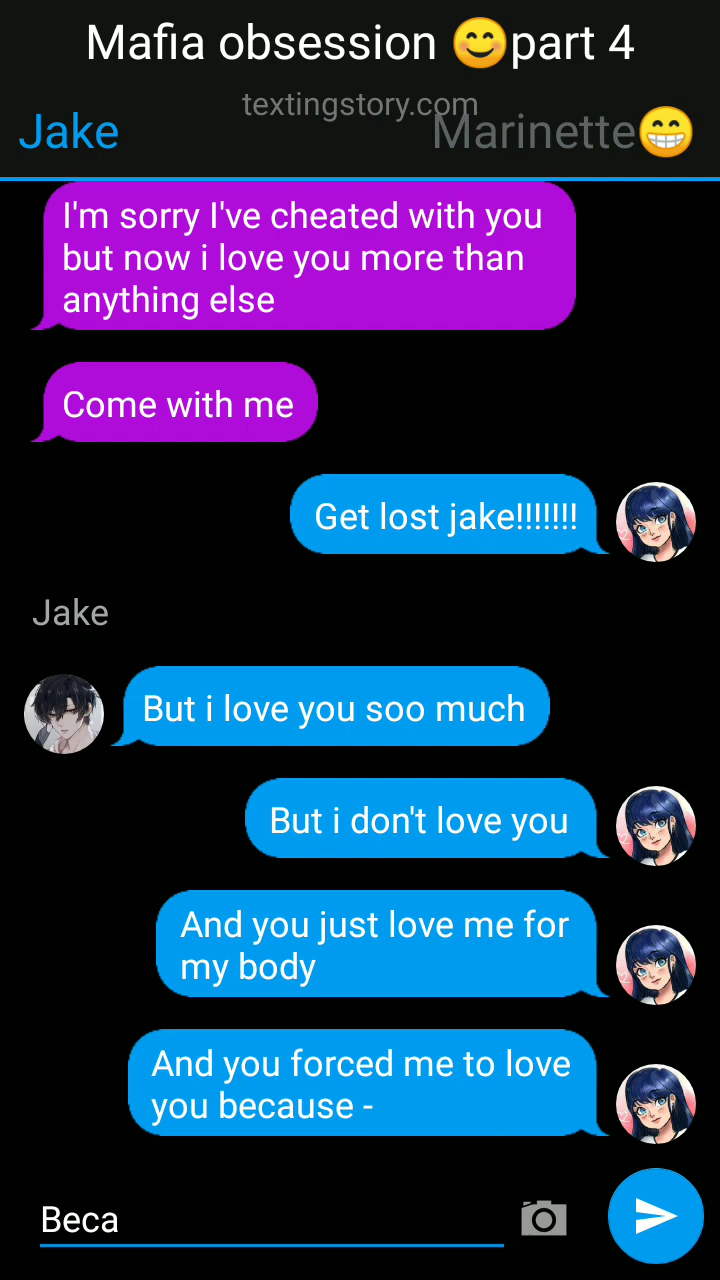 Mafia obsession 😊part 4
textingstory.com
Jake
Marinette😁
I'm sorry I've cheated with you
but now i love you more than
anything else
Come with me
Get lost jake!!!!!!!
Jake
But i love you soo much
But i don't love you
And you just love me for
my body
And you forced me to love
you because -
Beca